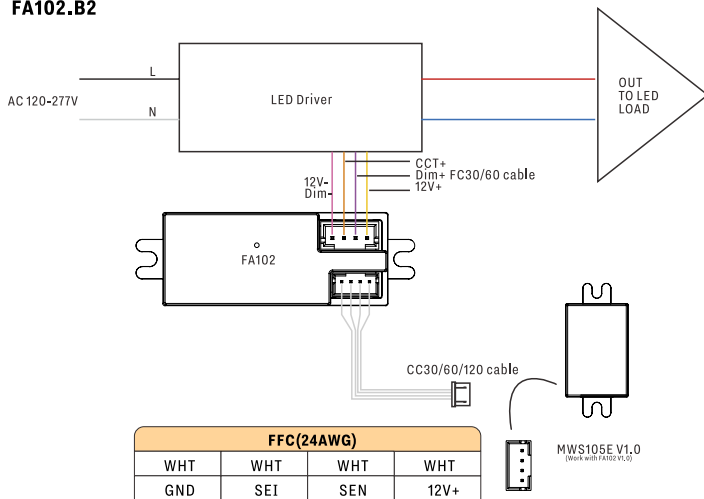 FA102.B2
L
AC 120-277V
N
LED Driver
OUT
TO LED
LOAD
CCT+
Dim+ FC30/60 cable
12V+
12V-
Dim-
FA102
CC30/60/120 cable
MWS105E V1.0
(Work with FA102 V1.0)
FFC(24AWG)
WHT WHT WHT WHT
GND SEI SEN 12V+